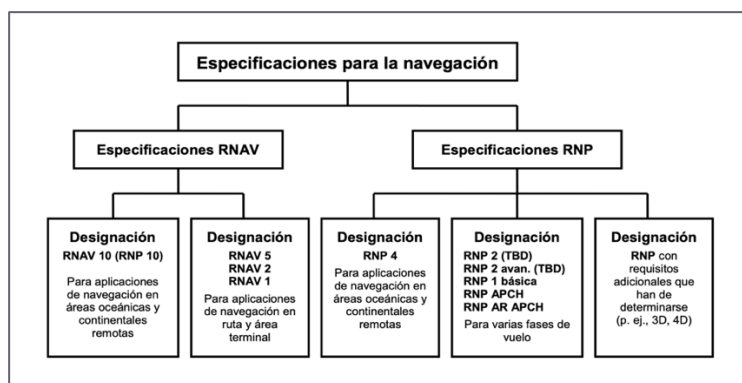 Especificaciones para la navegación
Especificaciones RNAV
Especificaciones RNP
Designación
RNAV 10 (RNP 10)
Para aplicaciones
de navegación en
áreas oceánicas y
continentales
remotas
Designación
RNAV 5
RNAV 2
RNAV 1
Para aplicaciones
de navegación en
ruta y área
terminal
Designación
RNP 4
Para aplicaciones
de navegación en
áreas oceánicas y
continentales
remotas
Designación
RNP 2 (TBD)
RNP 2 avan. (TBD)
RNP 1 básica
RNP APCH
RNP AR APCH
Para varias fases de
vuelo
Designación
RNP con
requisitos
adicionales que
han de
determinarse
(p. ej., 3D, 4D)